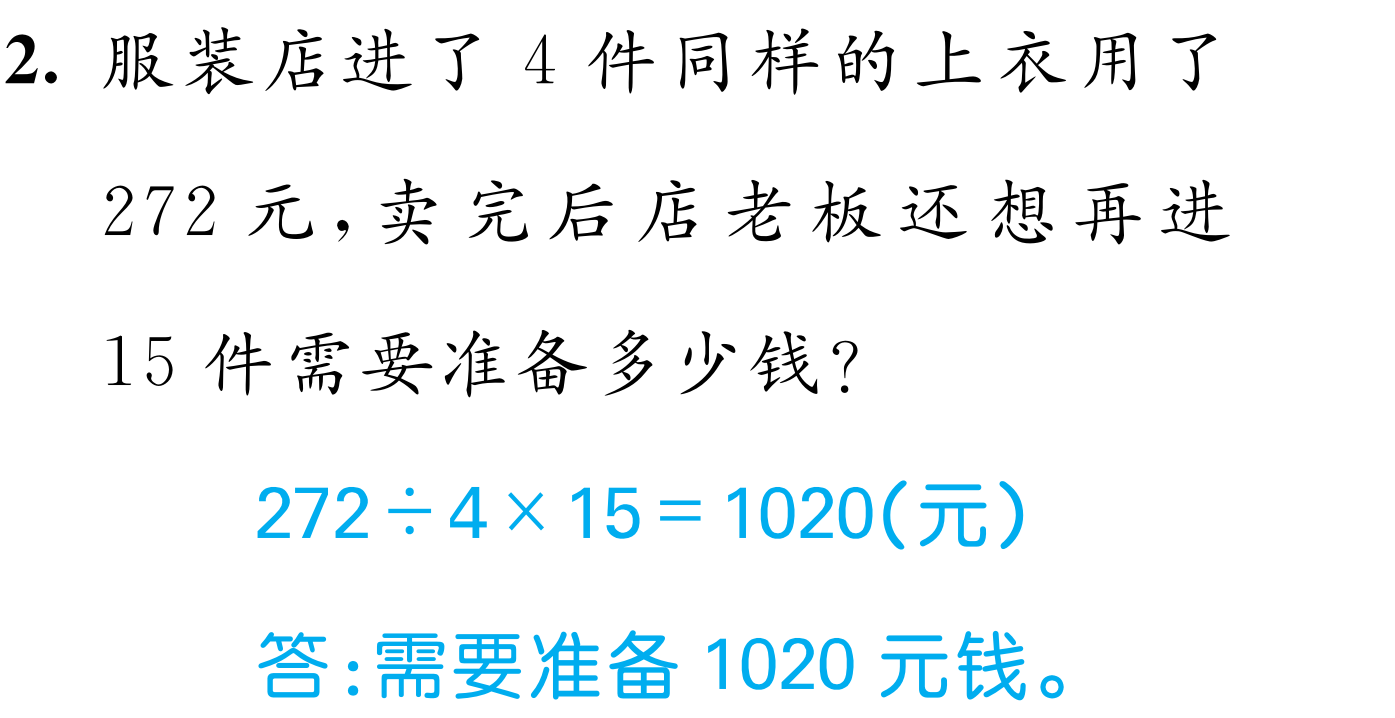 2. 服装店进了 4 件同样的上衣用了
272 元,卖完后店老板还想再进
15 件需要准备多少钱?
272÷4×15=1020(元)
答:需要准备 1020 元钱。